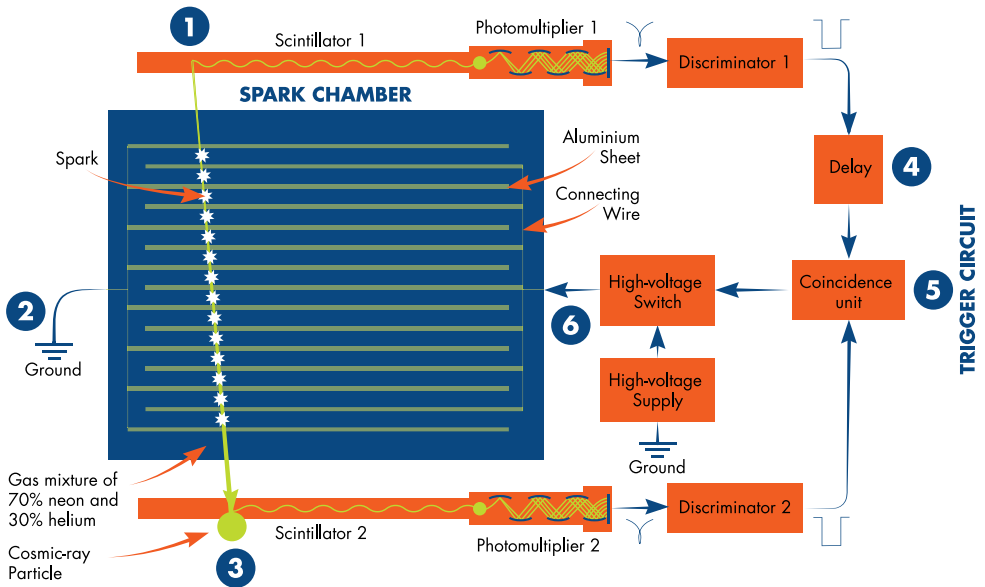 1
Scintillator 1
Photomultiplier 1
Discriminator 1
SPARK CHAMBER
Spark
Aluminium
Sheet
Connecting
Wire
Delay
4
2
Ground
High-voltage
Switch
6
Coincidence
unit
5
TRIGGER CIRCUIT
High-voltage
Supply
Ground
Gas mixture of
70% neon and
30% helium
Cosmic-ray
Particle
3
Scintillator 2
Photomultiplier 2
Discriminator 2